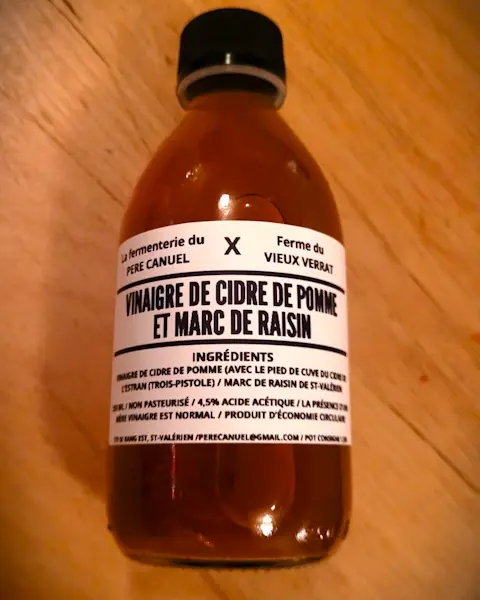 La fermenterie du
PERE CANUEL
X
Ferme du
VIEUX VERRAT
VINAIGRE DE CIDRE DE POMME
ET MARC DE RAISIN
INGRÉDIENTS
VINAIGRE DE CIDRE DE POMME (AVEC LE PIED DE CUVE DU CIDRE DE
L'ESTRAN (TROIS-PISTOLE) / MARC DE RAISIN DE ST-VALÉRIEN
ML / NON PASTEURISÉ / 4,5% ACIDE ACÉTIQUE / LA PRÉSENCE
MÈRE VINAIGRE EST NORMAL / PRODUIT D'ÉCONOMIE CIRCULAIRE
RANG EST, ST-VALÉRIEN /PERECANUEL@GMAIL.COM / POT CONSIGNE